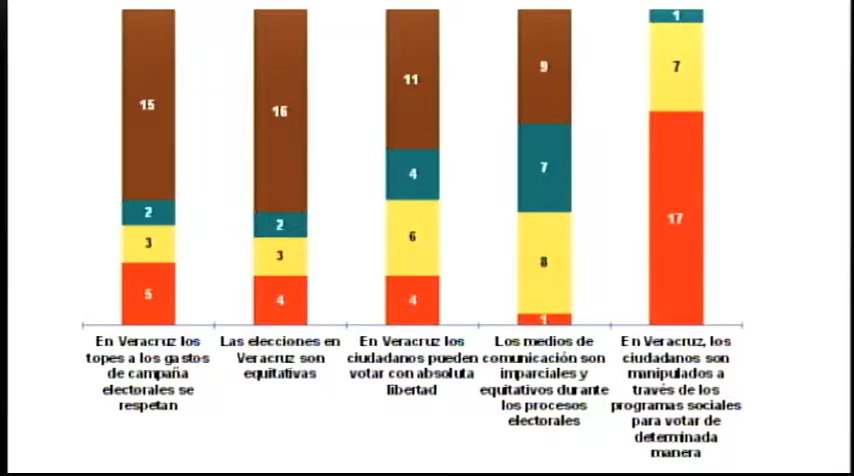 15
2
3
5
16
2
3
4
11
4
6
4
9
7
8
1
1
7
17
En Veracruz los
topes a los gastos
de campaña
electorales se
respetan
Las elecciones en
Veracruz son
equitativas
En Veracruz los
ciudadanos pueden
votar con absoluta
libertad
Los medios de
comunicación son
imparciales y
equitativos durante
los procesos
electorales
En Veracruz, los
ciudadanos son
manipulados a
través de los
programas sociales
para votar de
determinada
manera